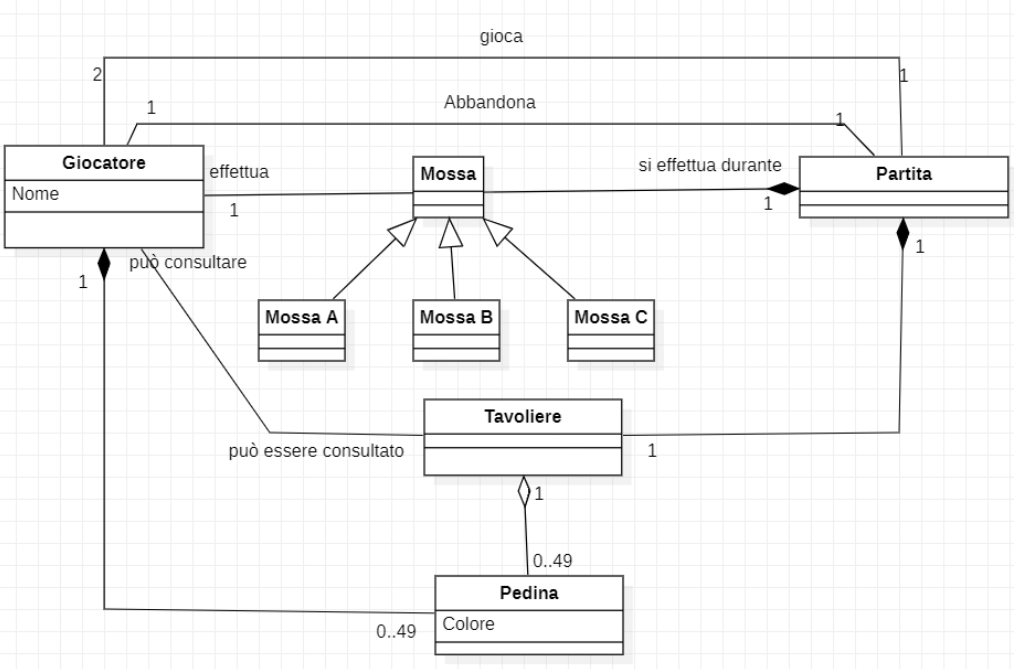 gioca
2
1
1
Abbandona
1
Giocatore
Nome
effettua
1
Mossa
si effettua durante
1
Partita
1
può consultare
1
Mossa A
Mossa B
Mossa C
Tavoliere
può essere consultato
1
1
0..49
Pedina
Colore
0..49